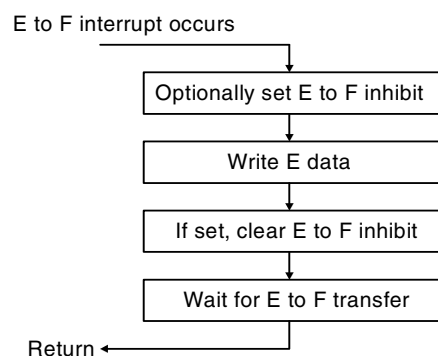 E to F interrupt occurs
Optionally set E to F inhibit
Write E data
If set, clear E to F inhibit
Wait for E to F transfer
Return